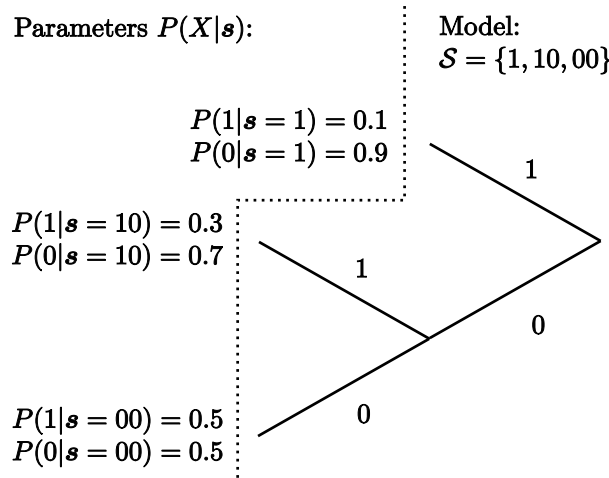 Parameters P(X|s):
Model:
S = {1, 10, 00}
P(1|s = 1) = 0.1
P(0|s = 1) = 0.9
1
P(1|s = 10) = 0.3
P(0|s = 10) = 0.7
1
0
P(1|s = 00) = 0.5
P(0|s = 00) = 0.5
0